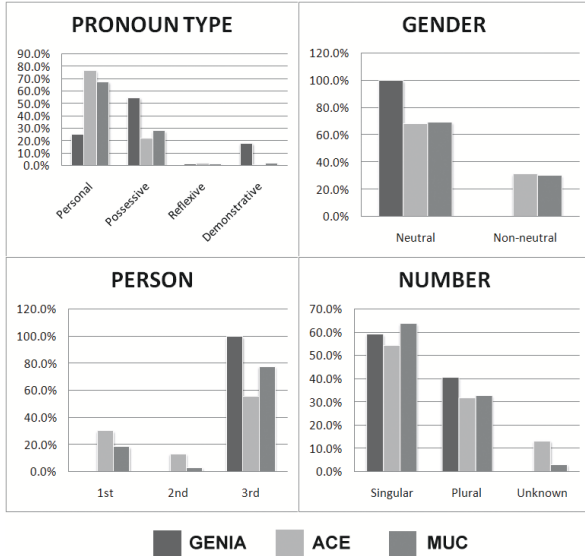 PRONOUN TYPE
90.0%
80.0%
70.0%
60.0%
50.0%
40.0%
30.0%
20.0%
10.0%
0.0%
Personal
Possessive
Reflexive
Demonstrative
GENDER
120.0%
100.0%
80.0%
60.0%
40.0%
20.0%
0.0%
Neutral Non-neutral
PERSON
120.0%
100.0%
80.0%
60.0%
40.0%
20.0%
0.0%
1st 2nd 3rd
NUMBER
70.0%
60.0%
50.0%
40.0%
30.0%
20.0%
10.0%
0.0%
Singular Plural Unknown
GENIA ACE MUC